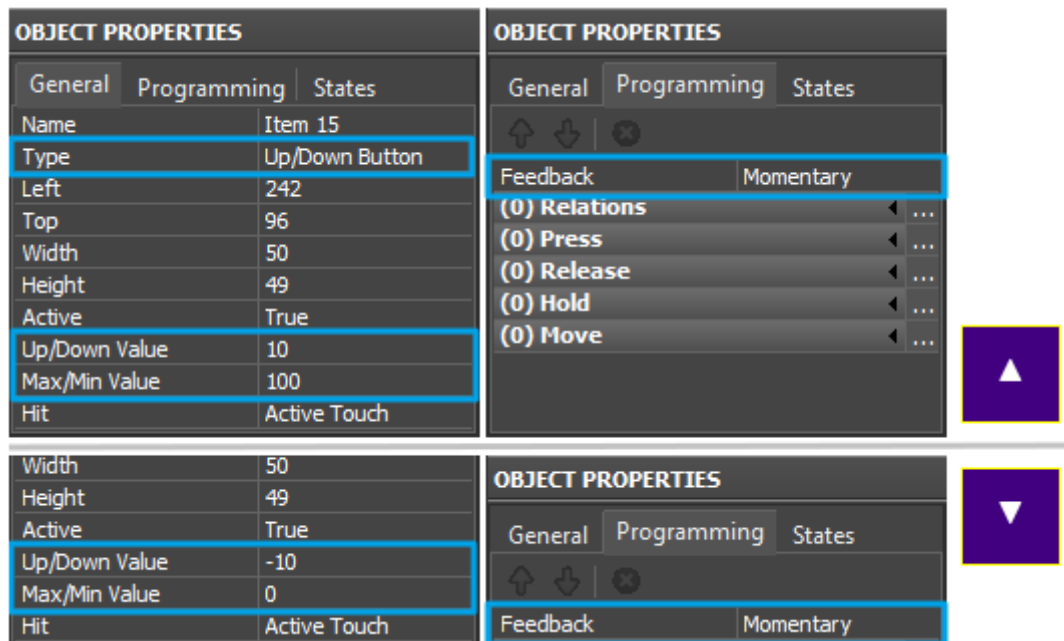 OBJECT PROPERTIES
General Programming States
Name Item 15
Type Up/Down Button
Left 242
Top 96
Width 50
Height 49
Active True
Up/Down Value 10
Max/Min Value 100
Hit Active Touch
OBJECT PROPERTIES
General Programming States
Feedback Momentary
(0) Relations ...
(0) Press ...
(0) Release ...
(0) Hold ...
(0) Move ...
Width 50
Height 49
Active True
Up/Down Value -10
Max/Min Value 0
Hit Active Touch
OBJECT PROPERTIES
General Programming States
Feedback Momentary